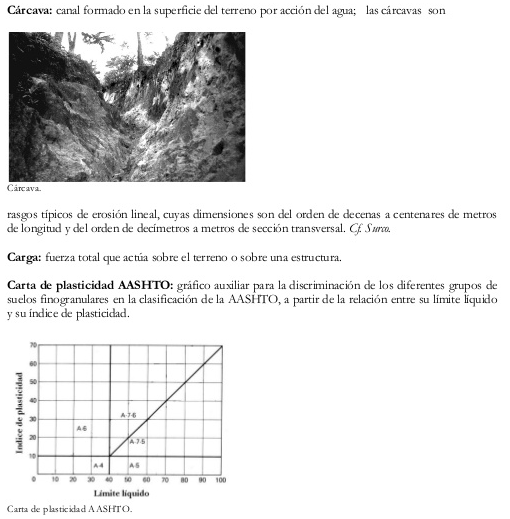 Cárcava: canal formado en la superficie del terreno por acción del agua; las cárcavas son
Cárcava.
rasgos típicos de erosión lineal, cuyas dimensiones son del orden de decenas a centenares de metros
de longitud y del orden de decímetros a metros de sección transversal. Cf. Surco.
Carga: fuerza total que actúa sobre el terreno o sobre una estructura.
Carta de plasticidad AASHTO: gráfico auxiliar para la discriminación de los diferentes grupos de
suelos finogranulares en la clasificación de la AASHTO, a partir de la relación entre su límite líquido
y su índice de plasticidad.
Indice de plasticidad
70
60
50
40
30
20
10
A-7-6
A-6
A-7-5
A-4
A-5
0 10 20 30 40 50 60 70 80 90 100
Límite líquido
Carta de plasticidad AASHTO.